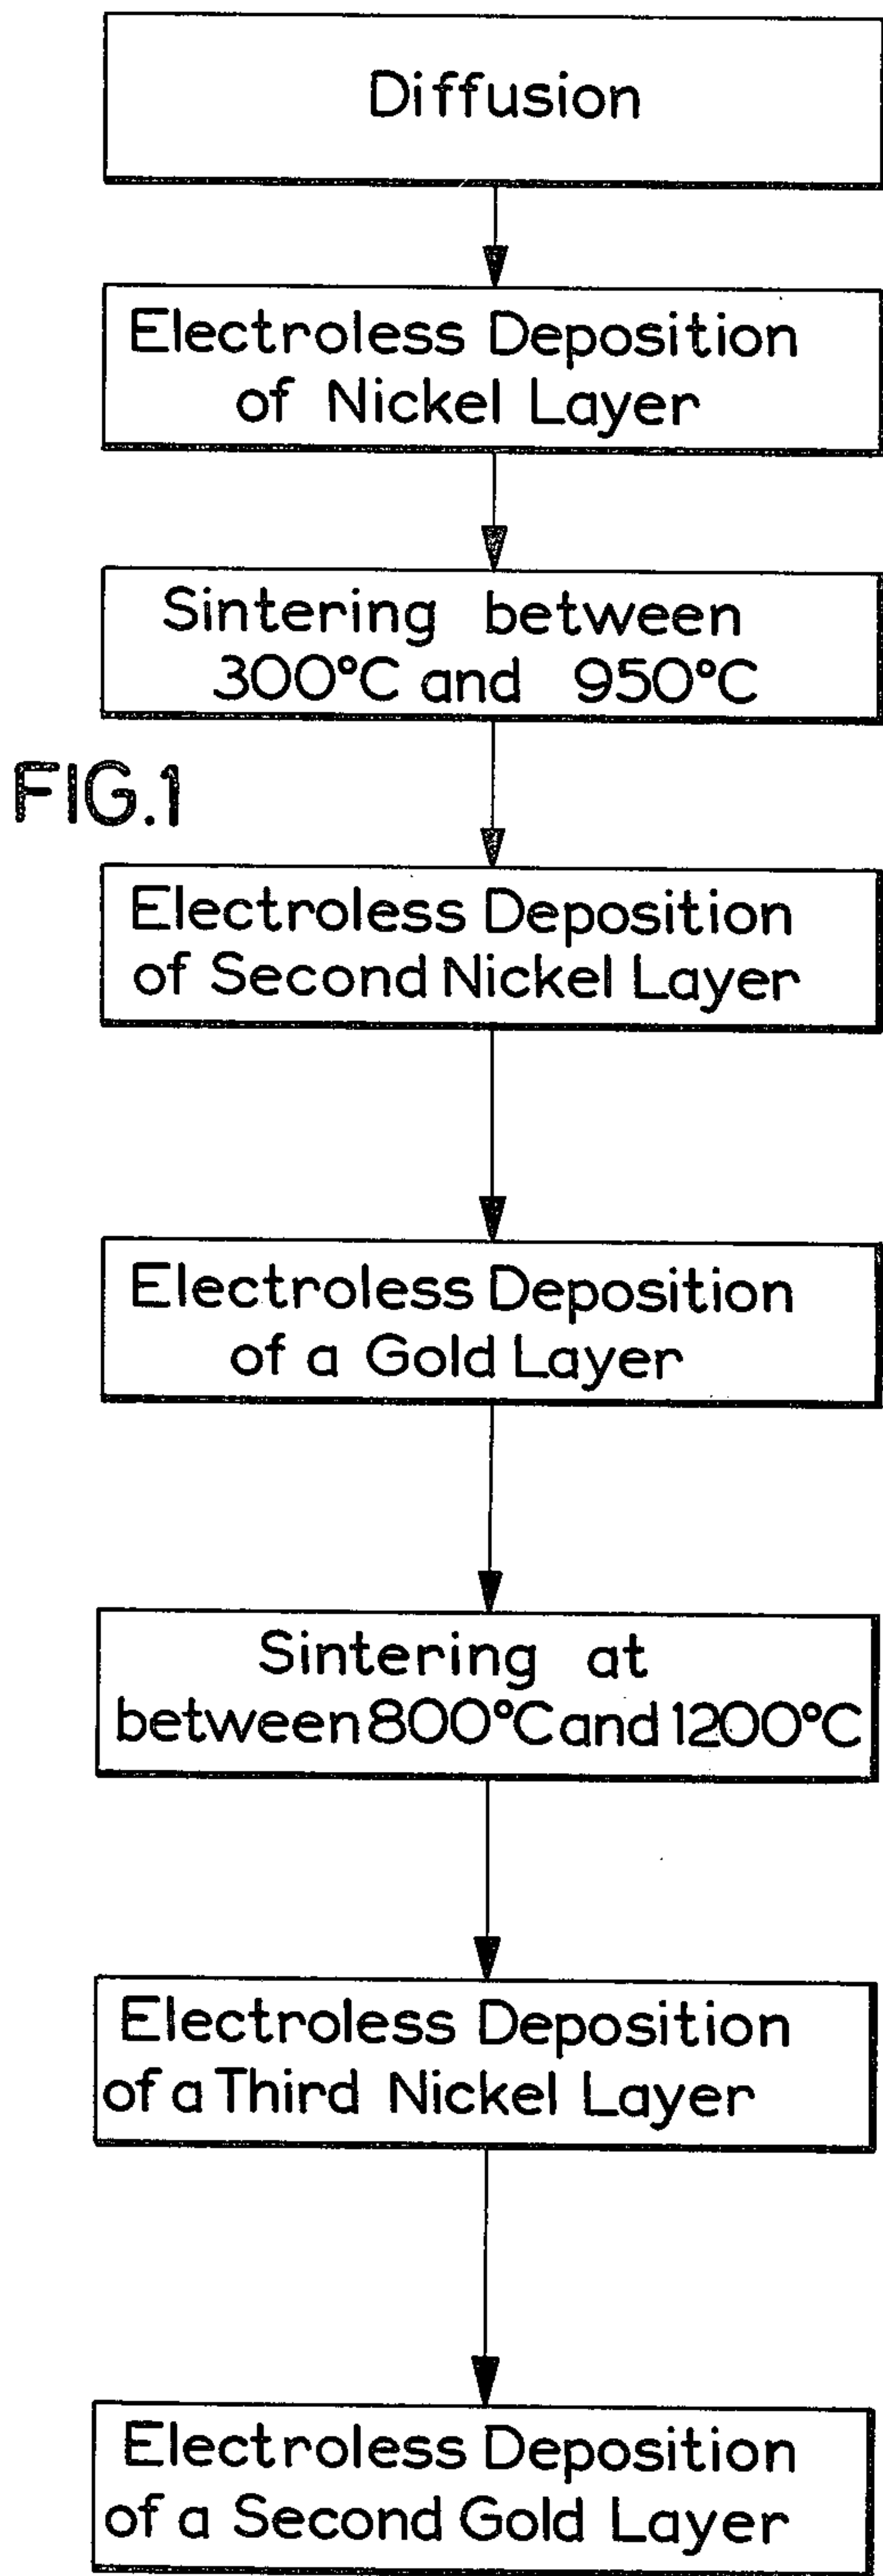 Diffusion
Electroless Deposition
of Nickel Layer
Sintering between
300°C and 950°C
FIG.1
Electroless Deposition
of Second Nickel Layer
Electroless Deposition
of a Gold Layer
Sintering at
between 800°C and 1200°C
Electroless Deposition
of a Third Nickel Layer
Electroless Deposition
of a Second Gold Layer